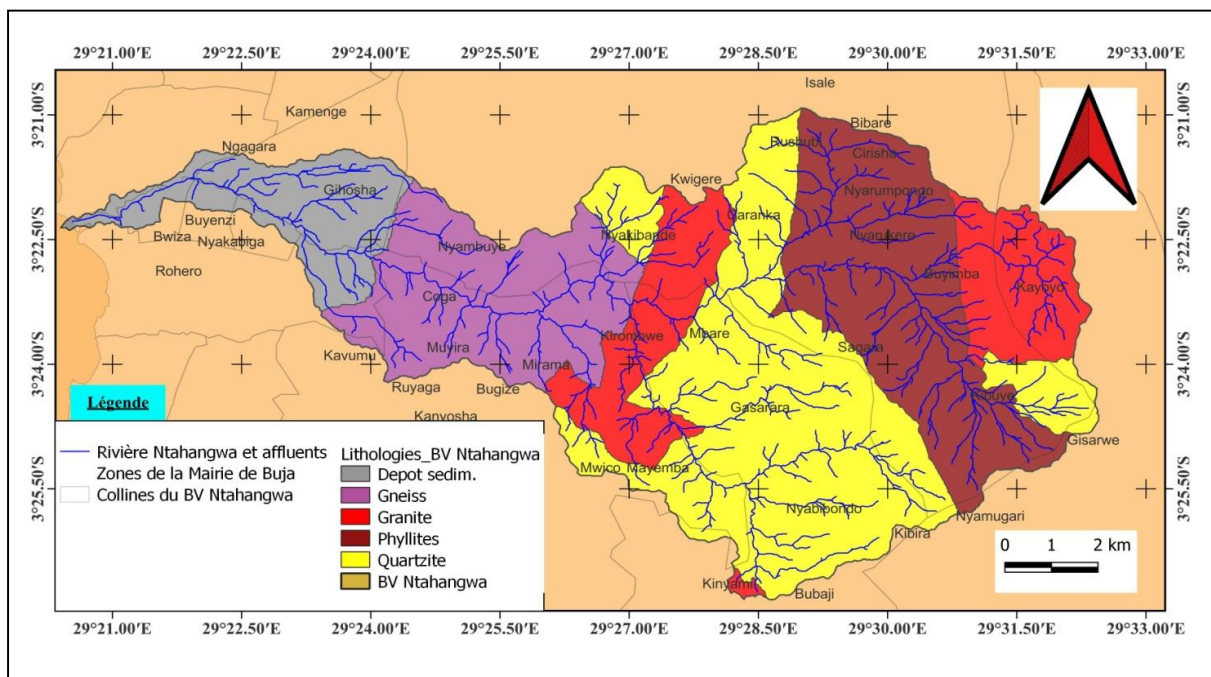 29°21.00′E 29°22.50′E 29°24.00′E 29°25.50′E 29°27.00′E 29°28.50′E 29°30.00′E 29°31.50′E 29°33.00′E
3°21.00′S 3°21.00′S
3°22.50′S 3°22.50′S
3°24.00′S 3°24.00′S
3°25.50′S 3°25.50′S
Isale
Kamenge
Bibare
Ngagara
Rushubi
Cirisha
Kwigere
Gihosha
Nyarumpongo
Buyenzi
Caranka
Bwiza
Nyakabiga
Nyambuye
Nyakibande
Nyarukere
Rohero
Buyimba
Kayoyo
Coga
Kirombwe
Mpare
Kavumu
Muyira
Mirama
Sagara
Ruyaga
Bugize
Kanyosha
Gasarara
Kibuye
Gisarwe
Mwico
Mayemba
Nyabibondo
Nyamugari
Kibira
Kinyami
Bubaji
Légende
Rivière Ntahangwa et affluents
Zones de la Mairie de Buja
Collines du BV Ntahangwa
Lithologies_BV Ntahangwa
Depot sedim.
Gneiss
Granite
Phyllites
Quartzite
BV Ntahangwa
0 1 2 km
29°21.00′E 29°22.50′E 29°24.00′E 29°25.50′E 29°27.00′E 29°28.50′E 29°30.00′E 29°31.50′E 29°33.00′E